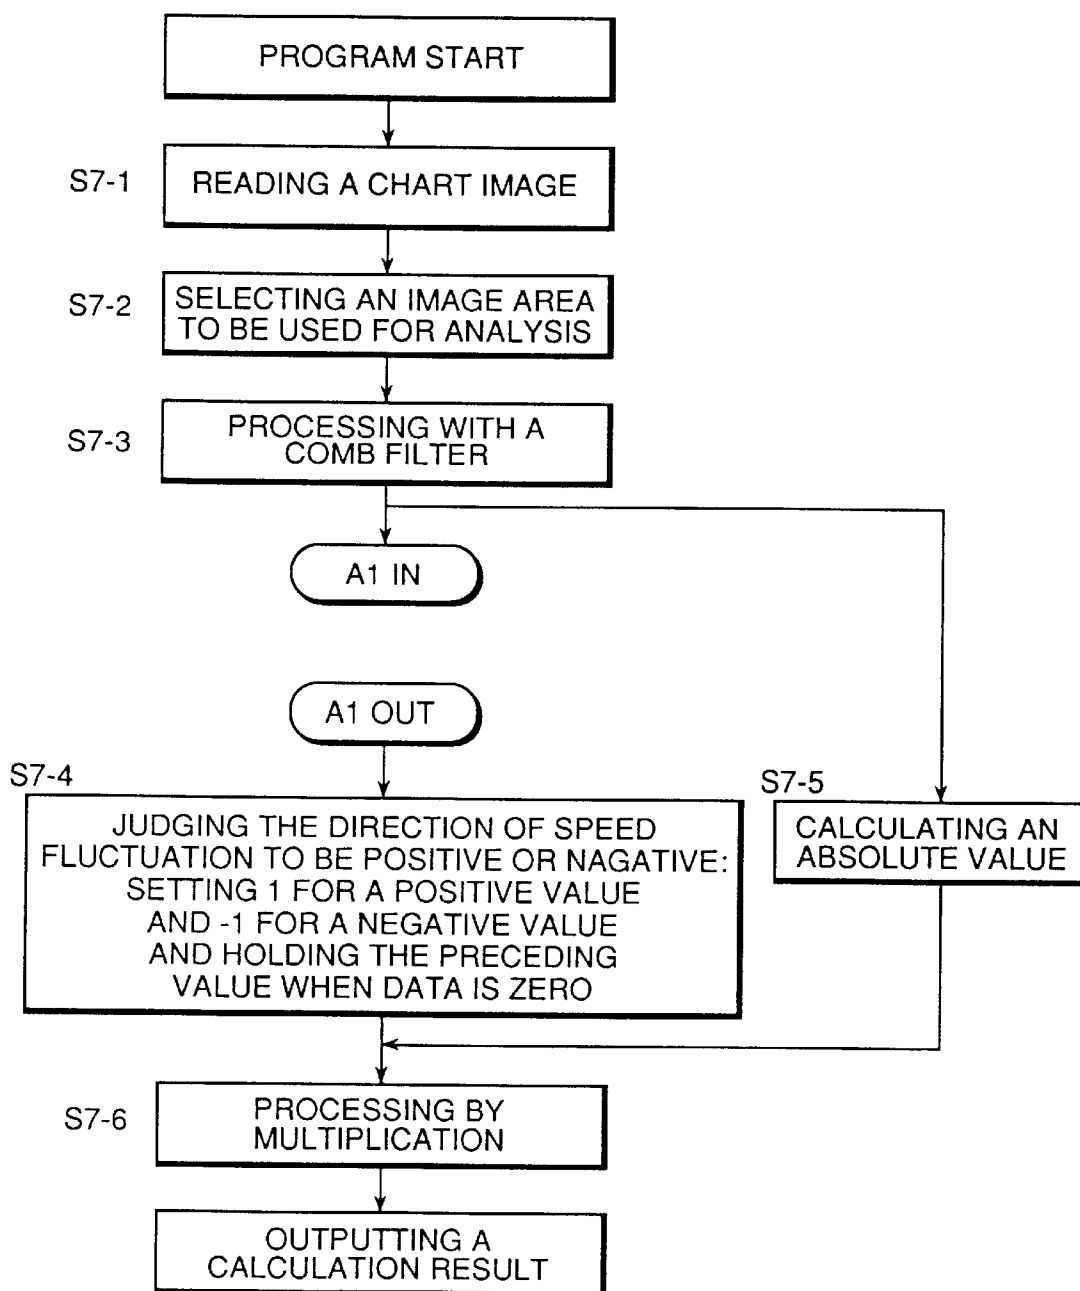 PROGRAM START
S7-1
READING A CHART IMAGE
S7-2
SELECTING AN IMAGE AREA
TO BE USED FOR ANALYSIS
S7-3
PROCESSING WITH A
COMB FILTER
A1 IN
A1 OUT
S7-4
JUDGING THE DIRECTION OF SPEED
FLUCTUATION TO BE POSITIVE OR NAGATIVE:
SETTING 1 FOR A POSITIVE VALUE
AND -1 FOR A NEGATIVE VALUE
AND HOLDING THE PRECEDING
VALUE WHEN DATA IS ZERO
S7-5
CALCULATING AN
ABSOLUTE VALUE
S7-6
PROCESSING BY
MULTIPLICATION
OUTPUTTING A
CALCULATION RESULT